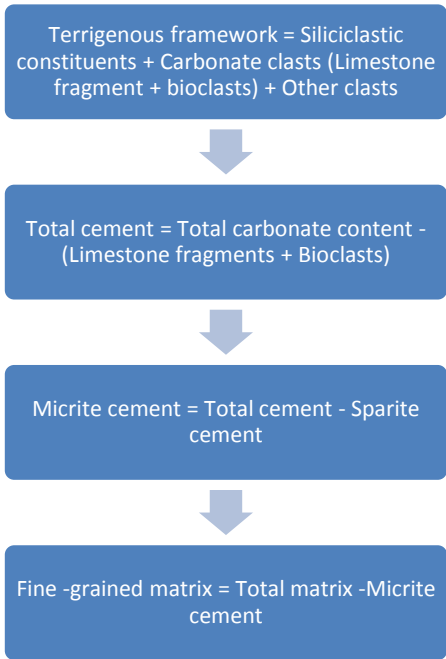 Terrigenous framework = Siliciclastic
constituents + Carbonate clasts (Limestone
fragment + bioclasts) + Other clasts
Total cement = Total carbonate content -
(Limestone fragments + Bioclasts)
Micrite cement = Total cement - Sparite
cement
Fine -grained matrix = Total matrix -Micrite
cement